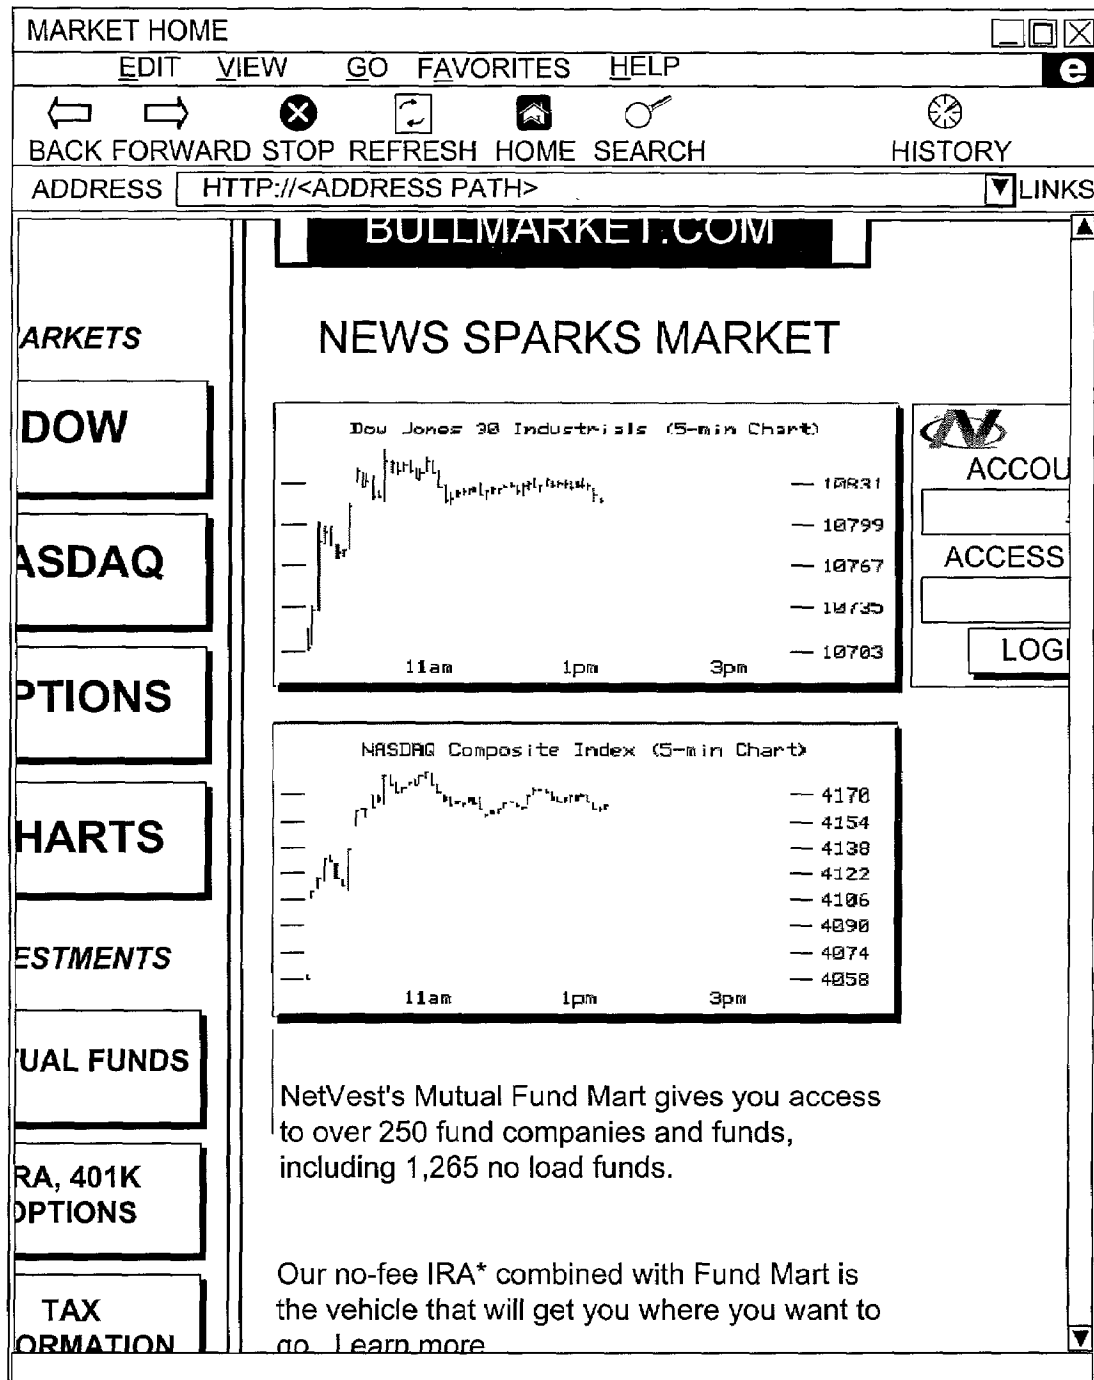 MARKET HOME
EDIT VIEW GO FAVORITES HELP
e
BACK FORWARD STOP REFRESH HOME SEARCH HISTORY
ADDRESS HTTP://<ADDRESS PATH> LINKS
BULLMARKET.COM
ARKETS
NEWS SPARKS MARKET
DOW
ASDAQ
PTIONS
HARTS
ESTMENTS
UAL FUNDS
RA, 401K
OPTIONS
TAX
ORMATION
Dow Jones 30 Industrials (5-min Chart)
10831
10799
10767
10735
10703
11am 1pm 3pm
ACCOU
ACCESS
LOGI
NASDAQ Composite Index (5-min Chart)
4170
4154
4138
4122
4106
4090
4074
4058
11am 1pm 3pm
NetVest's Mutual Fund Mart gives you access
to over 250 fund companies and funds,
including 1,265 no load funds.
Our no-fee IRA* combined with Fund Mart is
the vehicle that will get you where you want to
go. Learn more